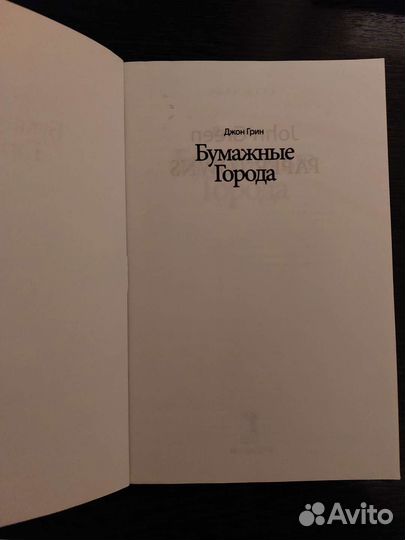 Джон Грин
Бумажные
Города
Avito